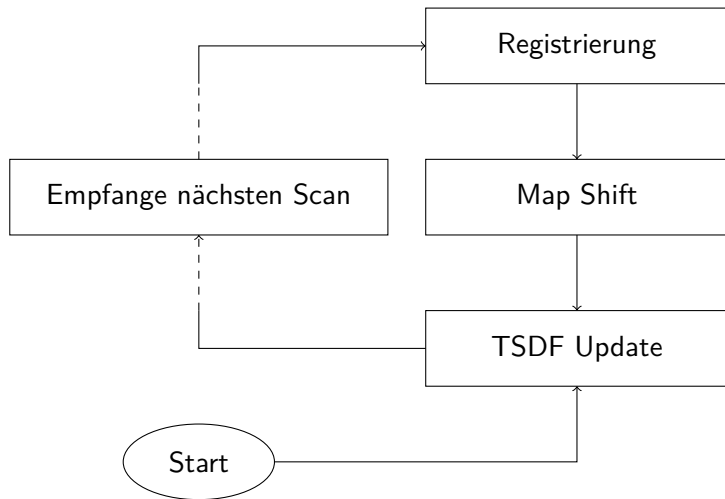 Registrierung
Empfange nächsten Scan
Map Shift
TSDF Update
Start